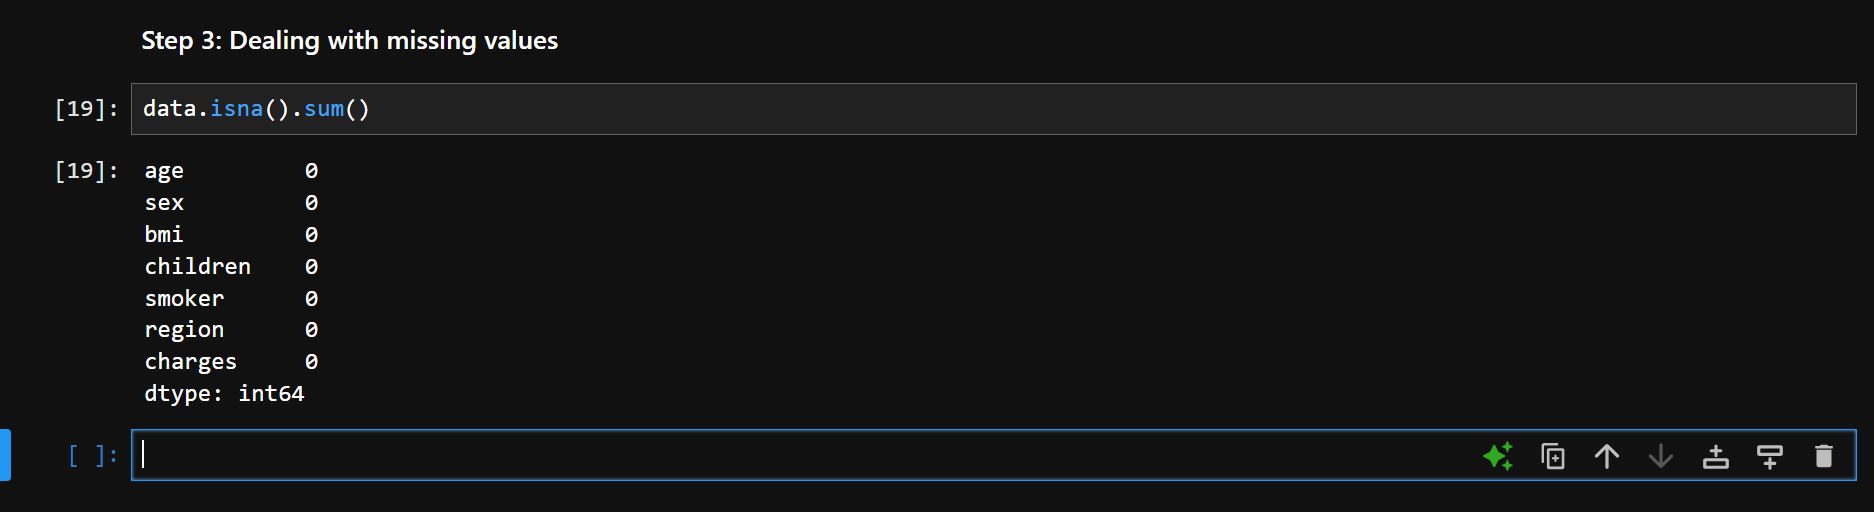 Step 3: Dealing with missing values
[19]: data.isna().sum()
[19]: age 0
sex 0
bmi 0
children 0
smoker 0
region 0
charges 0
dtype: int64
[ ]: